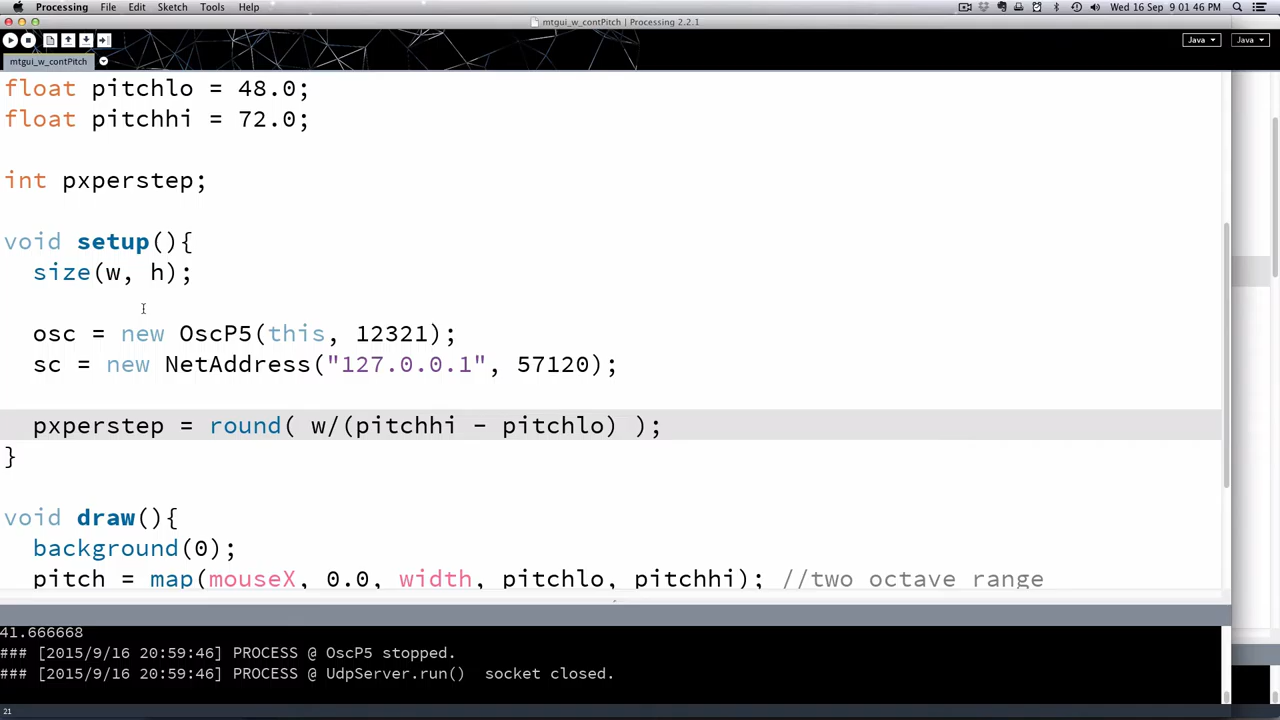 Processing File Edit Sketch Tools Help Wed 16 Sep 9:01:46 PM
mtgui_w_contPitch | Processing 2.2.1
Java Java
mtgui_w_contPitch
float pitchlo = 48.0;
float pitchhi = 72.0;
int pxperstep;
void setup(){
size(w, h);
osc = new OscP5(this, 12321);
sc = new NetAddress("127.0.0.1", 57120);
pxperstep = round( w/(pitchhi - pitchlo) );
}
void draw(){
background(0);
pitch = map(mouseX, 0.0, width, pitchlo, pitchhi); //two octave range
41.666668
### [2015/9/16 20:59:46] PROCESS @ OscP5 stopped.
### [2015/9/16 20:59:46] PROCESS @ UdpServer.run()  socket closed.
21